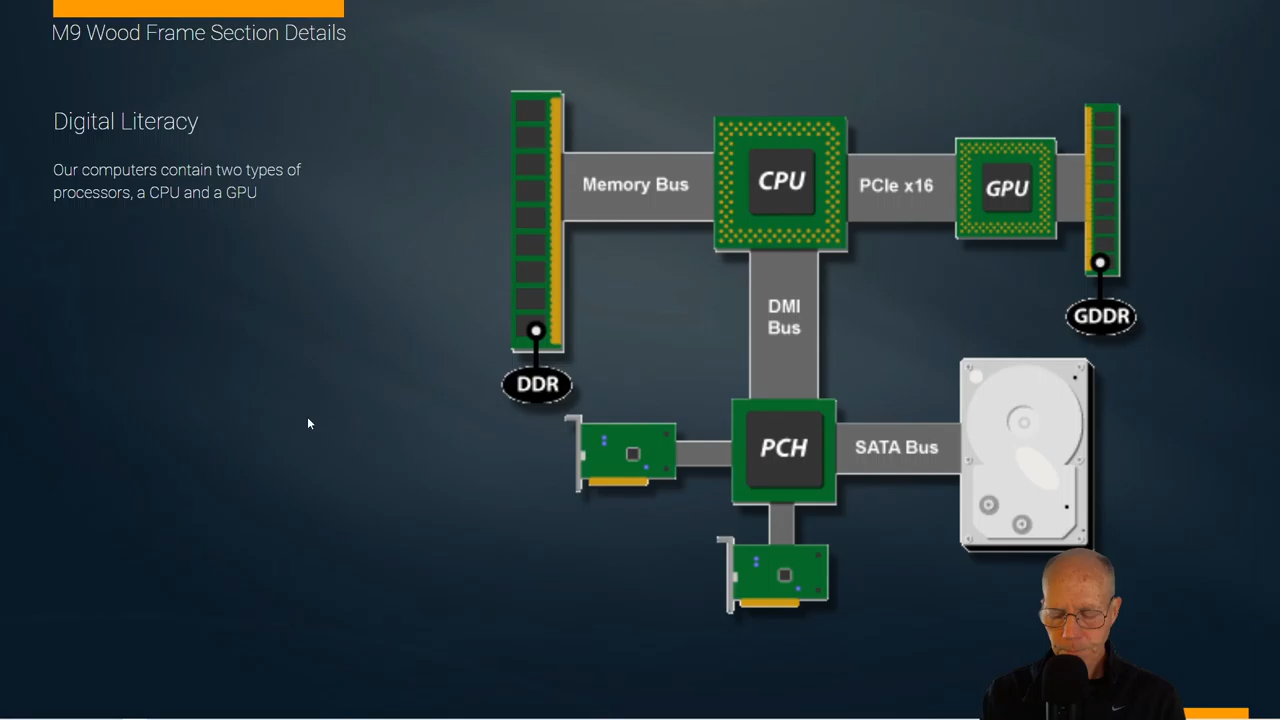 M9 Wood Frame Section Details
Digital Literacy
Our computers contain two types of
processors, a CPU and a GPU
Memory Bus
CPU
PCIe x16
GPU
DMI
Bus
GDDR
DDR
PCH
SATA Bus